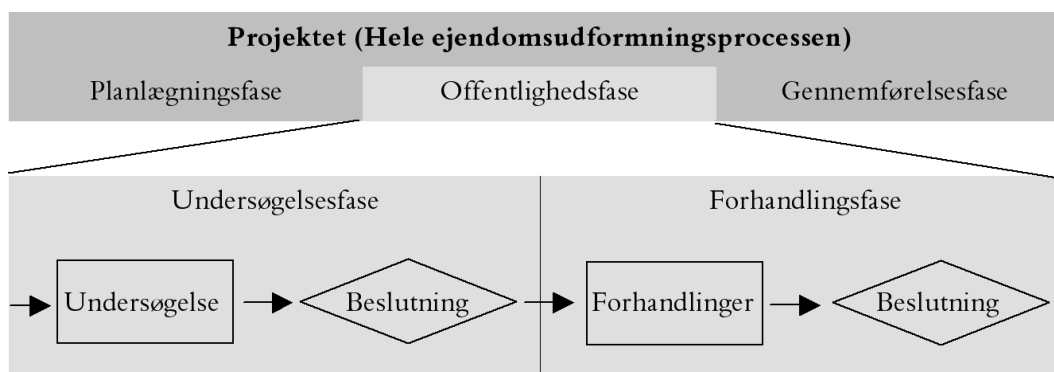 Projektet (Hele ejendomsudformningsprocessen)
Planlægningsfase Offentlighedsfase Gennemførelsesfase
Undersøgelsesfase Forhandlingsfase
Undersøgelse Beslutning Forhandlinger Beslutning